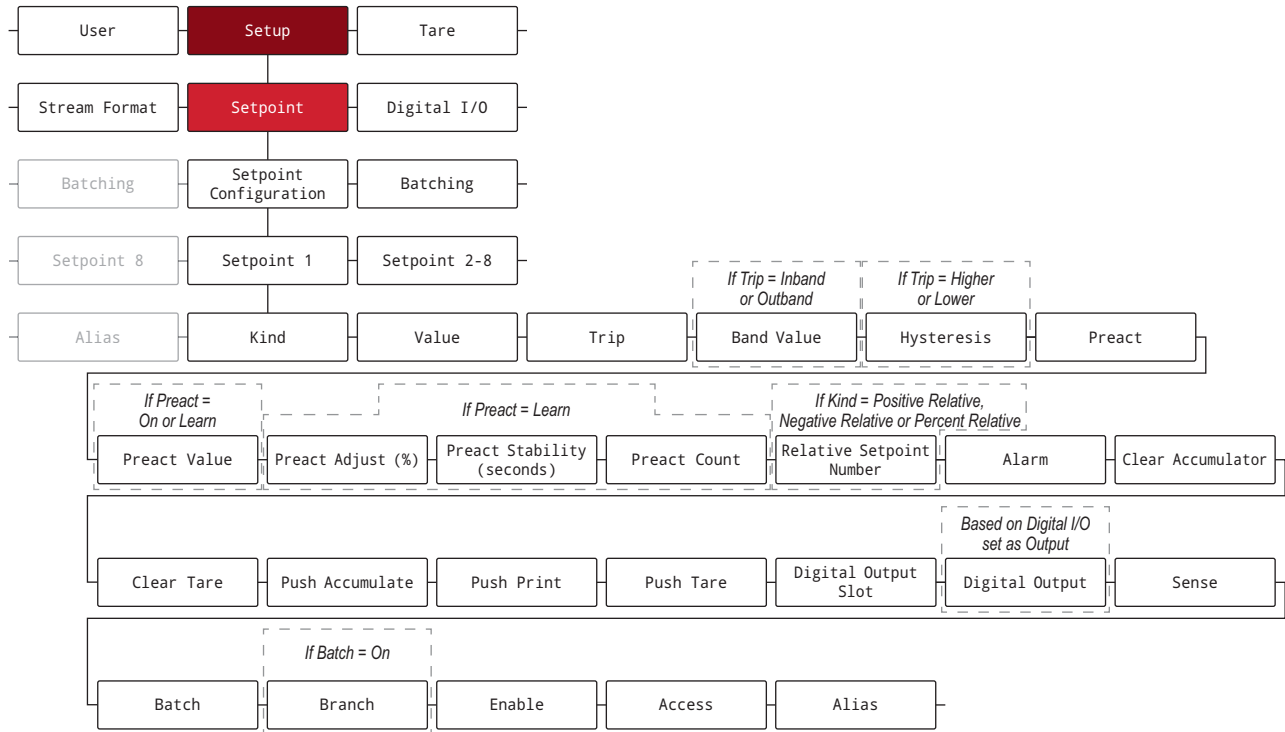 User
Setup
Tare
Stream Format
Setpoint
Digital I/O
Batching
Setpoint
Configuration
Batching
Setpoint 8
Setpoint 1
Setpoint 2-8
If Trip = Inband
or Outband
If Trip = Higher
or Lower
Alias
Kind
Value
Trip
Band Value
Hysteresis
Preact
If Preact =
On or Learn
If Preact = Learn
If Kind = Positive Relative,
Negative Relative or Percent Relative
Preact Value
Preact Adjust (%)
Preact Stability
(seconds)
Preact Count
Relative Setpoint
Number
Alarm
Clear Accumulator
Based on Digital I/O
set as Output
Clear Tare
Push Accumulate
Push Print
Push Tare
Digital Output
Slot
Digital Output
Sense
If Batch = On
Batch
Branch
Enable
Access
Alias